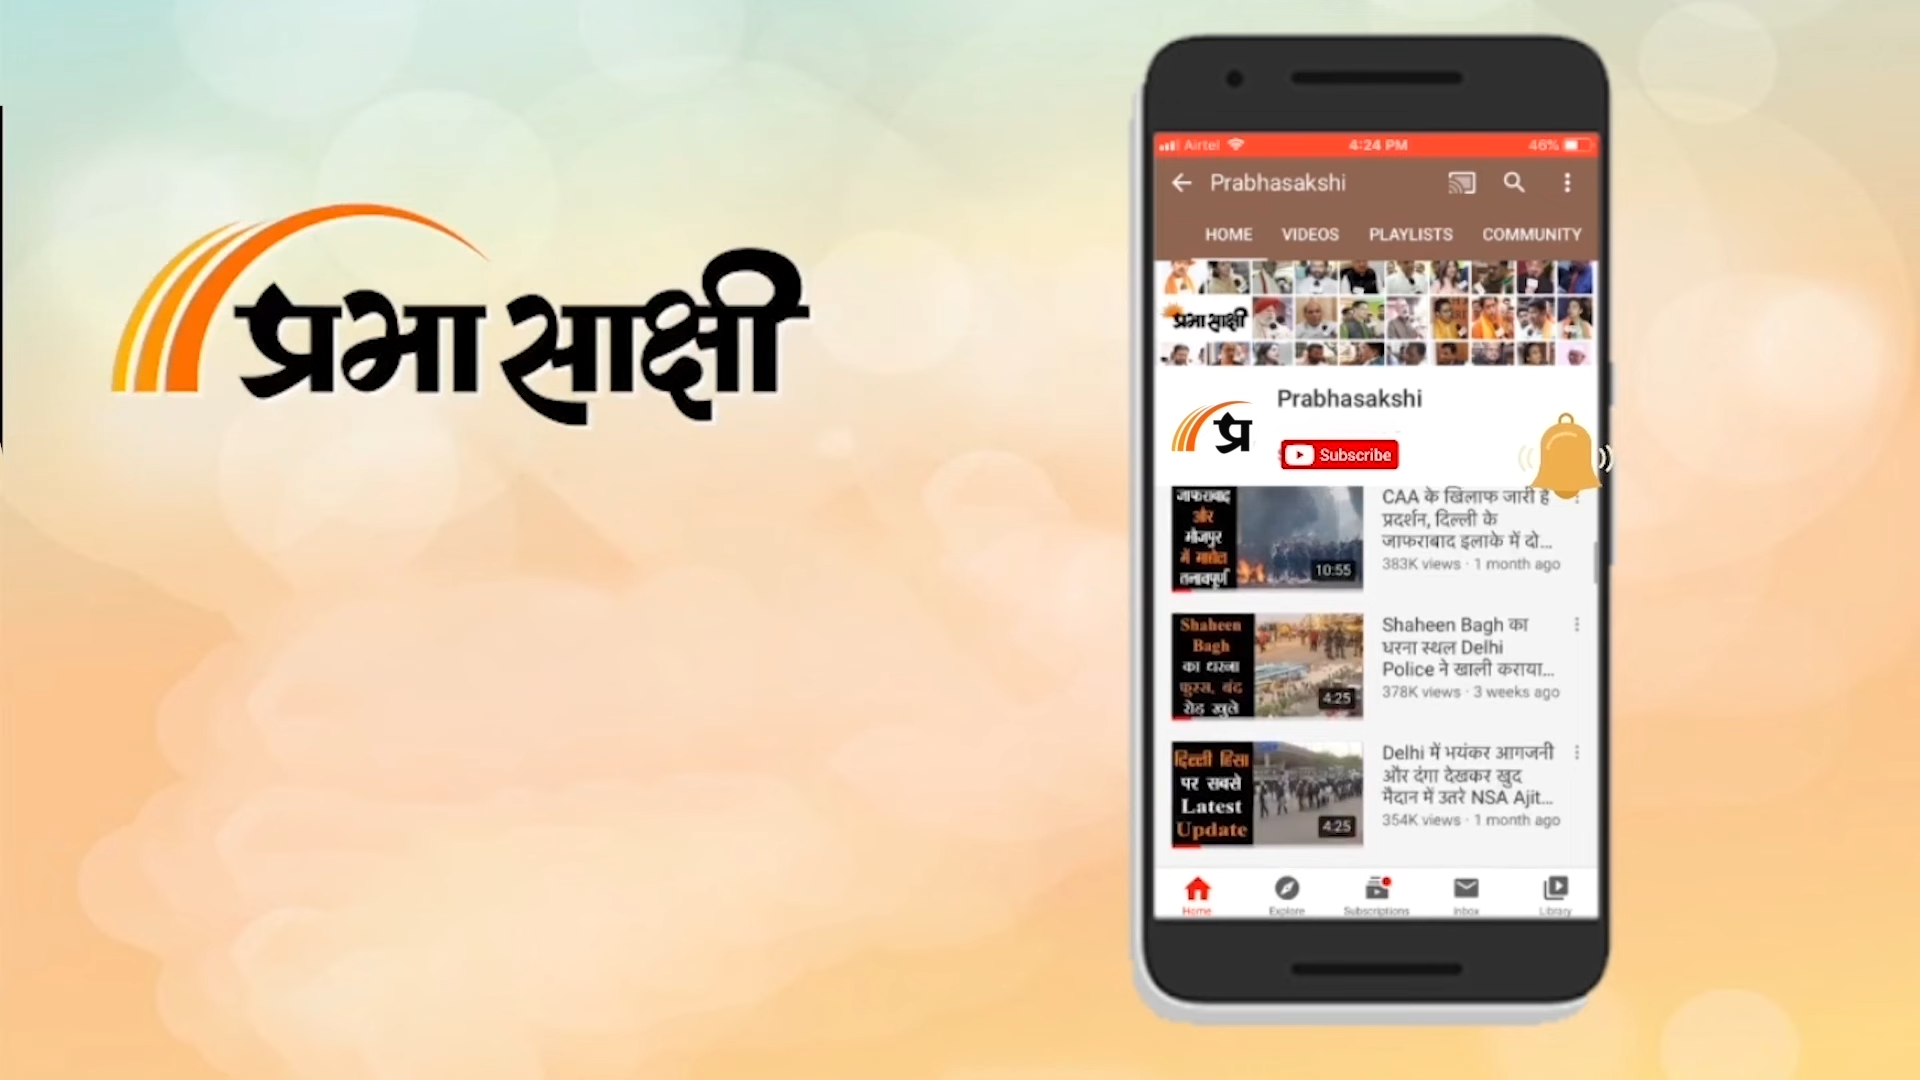 प्रभासाक्षी
Airtel 4:24 PM 46%
Prabhasakshi
HOME VIDEOS PLAYLISTS COMMUNITY
प्रभासाक्षी
Prabhasakshi
प्र
Subscribe
जाफराबाद
और
मौजपुर
में माहौल
तनावपूर्ण
10:55
CAA के खिलाफ जारी है
प्रदर्शन, दिल्ली के
जाफराबाद इलाके में दो...
383K views · 1 month ago
Shaheen
Bagh
का धरना
फुस्स, बंद
रोड खुले
4:25
Shaheen Bagh का
धरना स्थल Delhi
Police ने खाली कराया...
378K views · 3 weeks ago
दिल्ली हिंसा
पर सबसे
Latest
Update
4:25
Delhi में भयंकर आगजनी
और दंगा देखकर खुद
मैदान में उतरे NSA Ajit...
354K views · 1 month ago
Home Explore Subscriptions Inbox Library